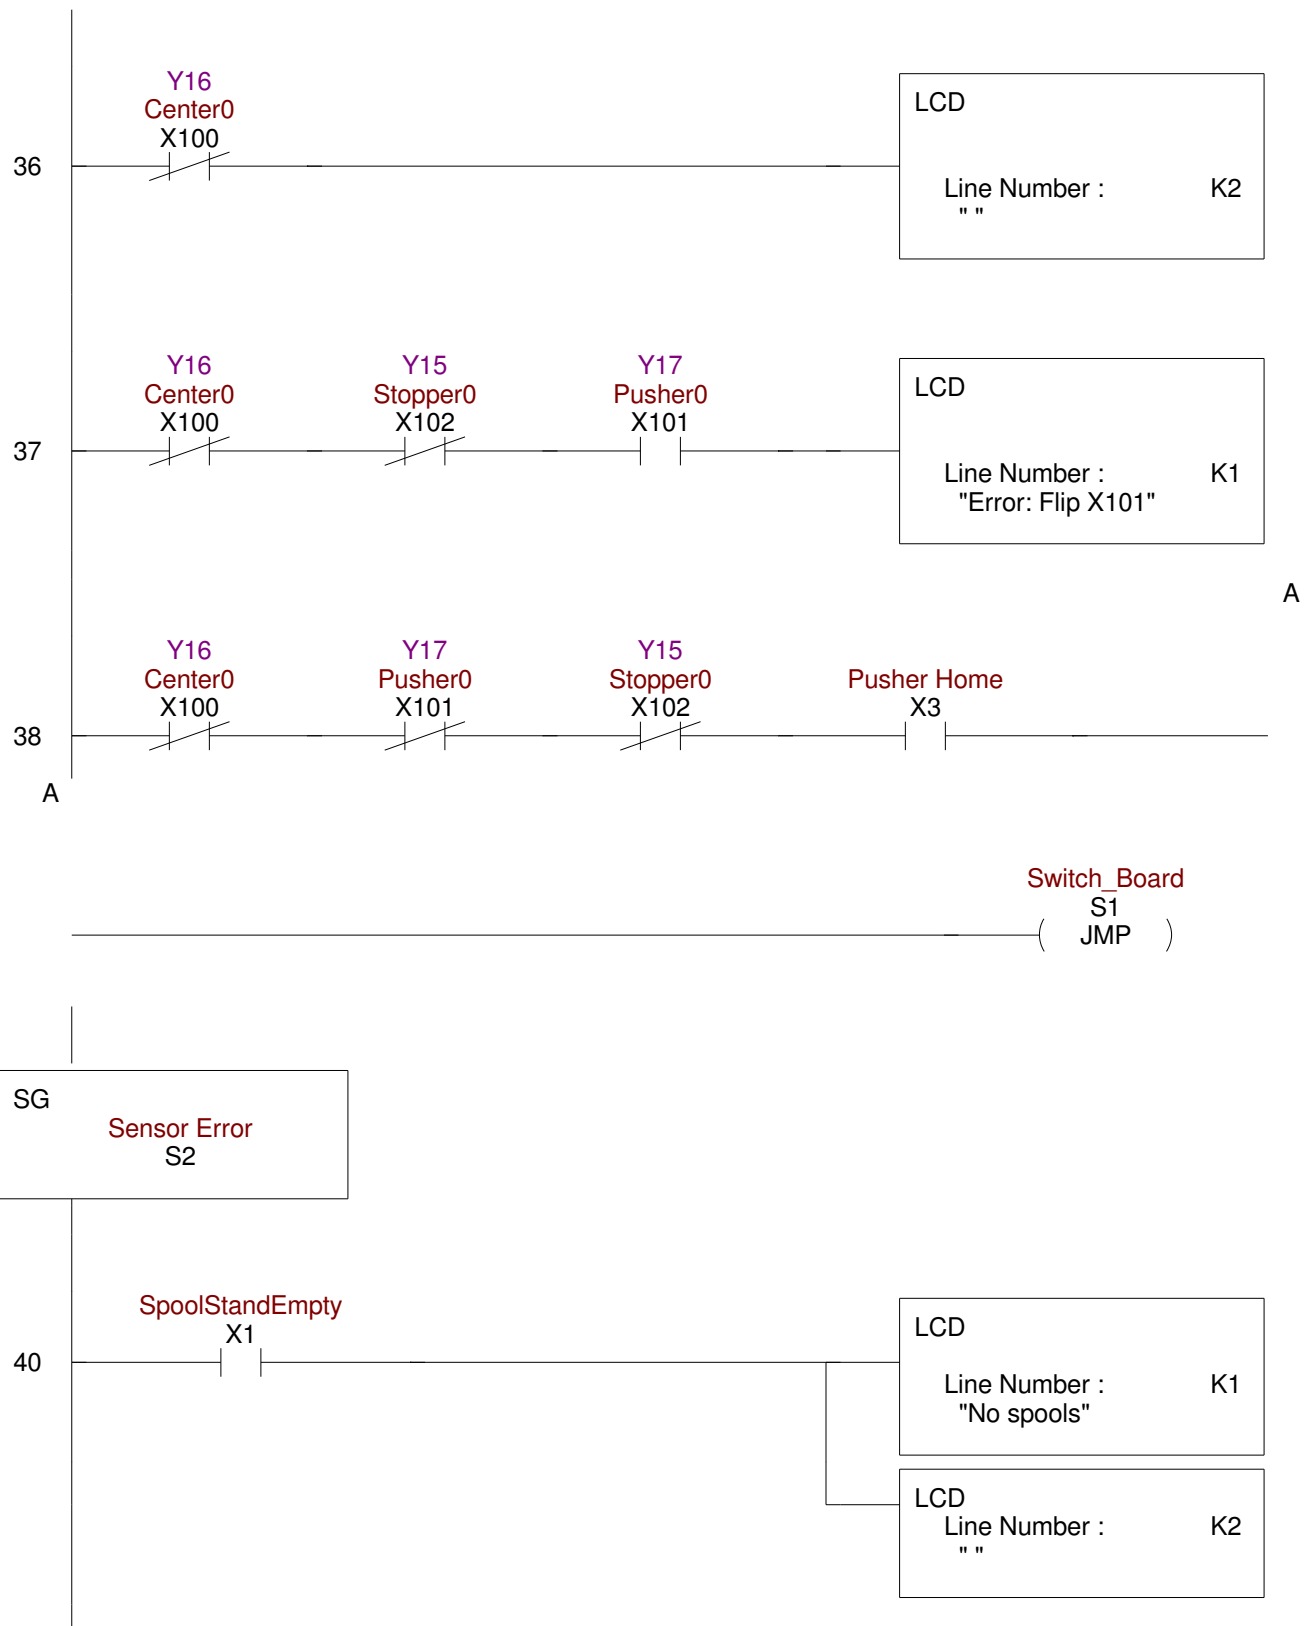 Y16
Center0
X100
36
LCD
Line Number : K2
" "
Y16 Y15 Y17
Center0 Stopper0 Pusher0
X100 X102 X101
37
LCD
Line Number : K1
"Error: Flip X101"
A
Y16 Y17 Y15
Center0 Pusher0 Stopper0 Pusher Home
X100 X101 X102 X3
38
A
Switch_Board
S1
JMP
SG
Sensor Error
S2
SpoolStandEmpty
X1
40
LCD
Line Number : K1
"No spools"
LCD
Line Number : K2
" "